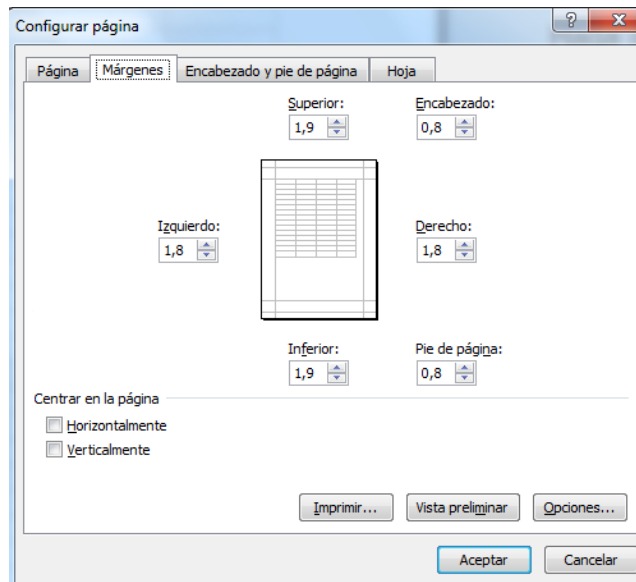 Configurar página
Página Márgenes Encabezado y pie de página Hoja
Superior: Encabezado:
1,9 0,8
Izquierdo: Derecho:
1,8 1,8
Inferior: Pie de página:
1,9 0,8
Centrar en la página
Horizontalmente
Verticalmente
Imprimir... Vista preliminar Opciones...
Aceptar Cancelar